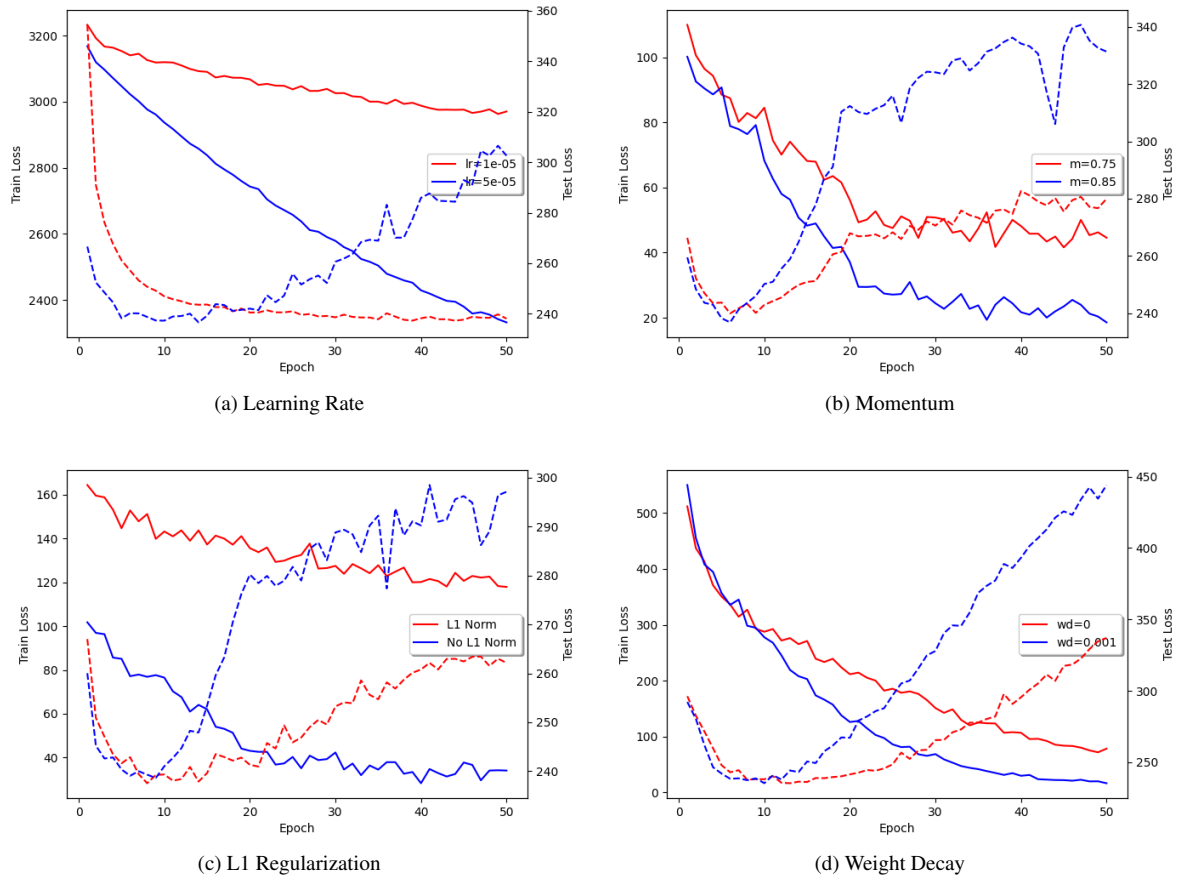 3200
3000
2800
2600
2400
Train Loss
360
340
320
300
280
260
240
Test Loss
lr=1e-05
lr=5e-05
0 10 20 30 40 50
Epoch
(a) Learning Rate
100
80
60
40
20
Train Loss
340
320
300
280
260
240
Test Loss
m=0.75
m=0.85
0 10 20 30 40 50
Epoch
(b) Momentum
160
140
120
100
80
60
40
Train Loss
300
290
280
270
260
250
240
Test Loss
L1 Norm
No L1 Norm
0 10 20 30 40 50
Epoch
(c) L1 Regularization
500
400
300
200
100
0
Train Loss
450
400
350
300
250
Test Loss
wd=0
wd=0.001
0 10 20 30 40 50
Epoch
(d) Weight Decay